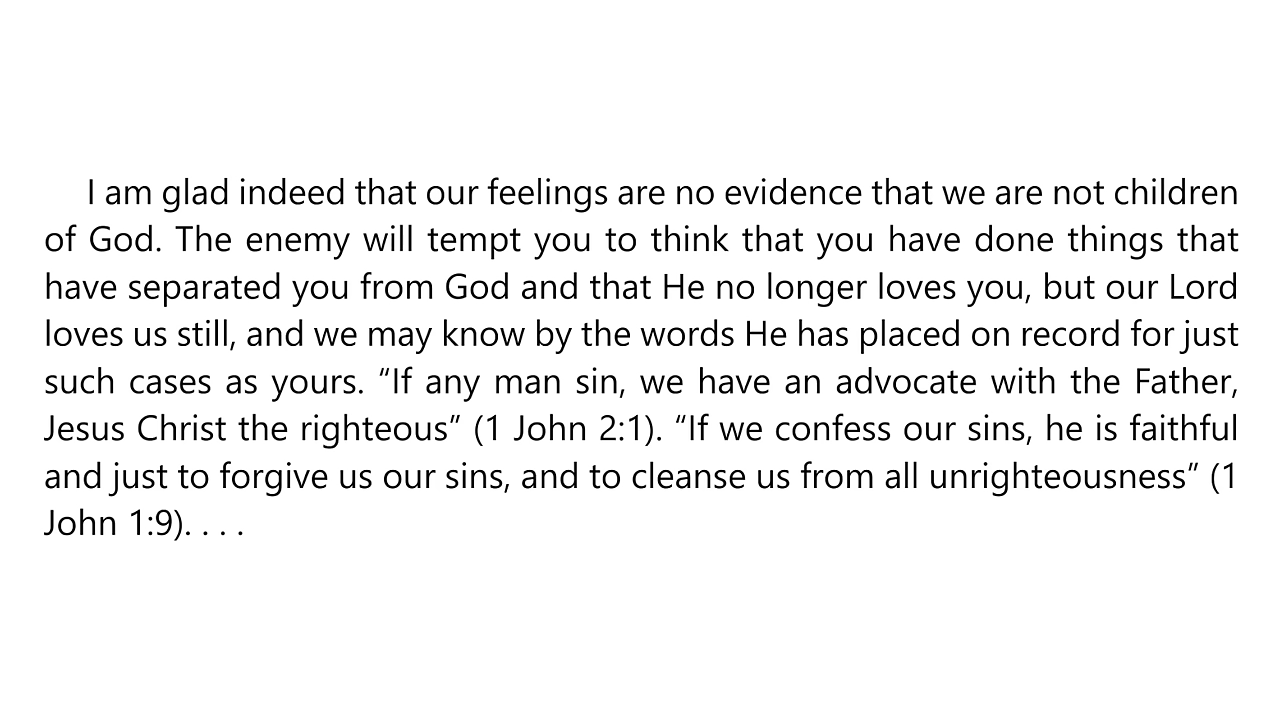 I am glad indeed that our feelings are no evidence that we are not children
of God. The enemy will tempt you to think that you have done things that
have separated you from God and that He no longer loves you, but our Lord
loves us still, and we may know by the words He has placed on record for just
such cases as yours. “If any man sin, we have an advocate with the Father,
Jesus Christ the righteous” (1 John 2:1). “If we confess our sins, he is faithful
and just to forgive us our sins, and to cleanse us from all unrighteousness” (1
John 1:9). . . .